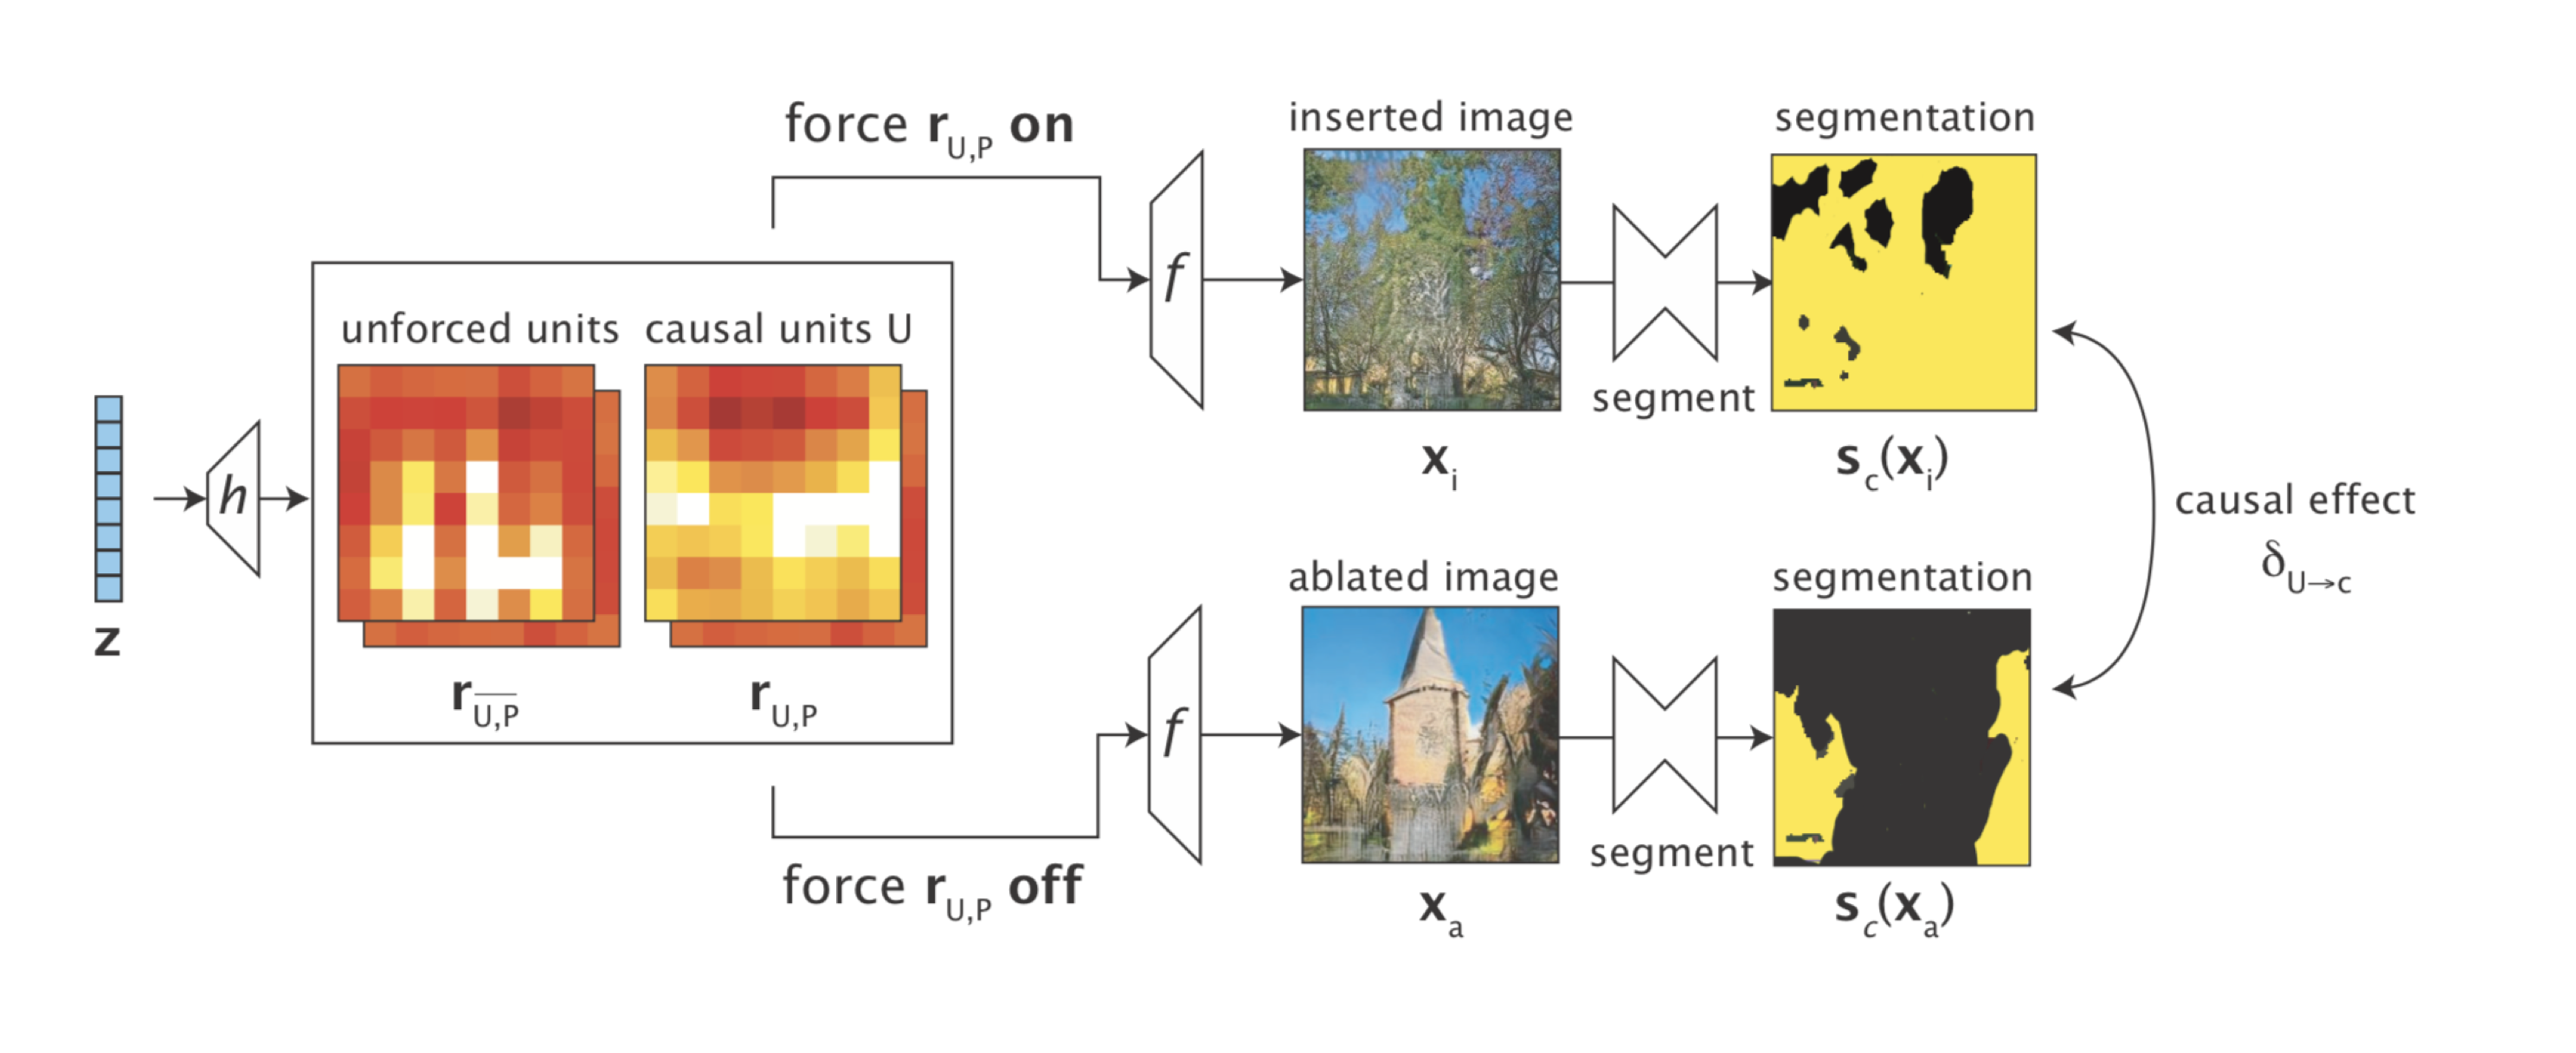 force r_U,P on
inserted image
segmentation
f
segment
x_i
s_c(x_i)
unforced units
causal units U
z
h
r_U,P̅
r_U,P
causal effect
δ_U→c
ablated image
segmentation
f
segment
force r_U,P off
x_a
s_c(x_a)